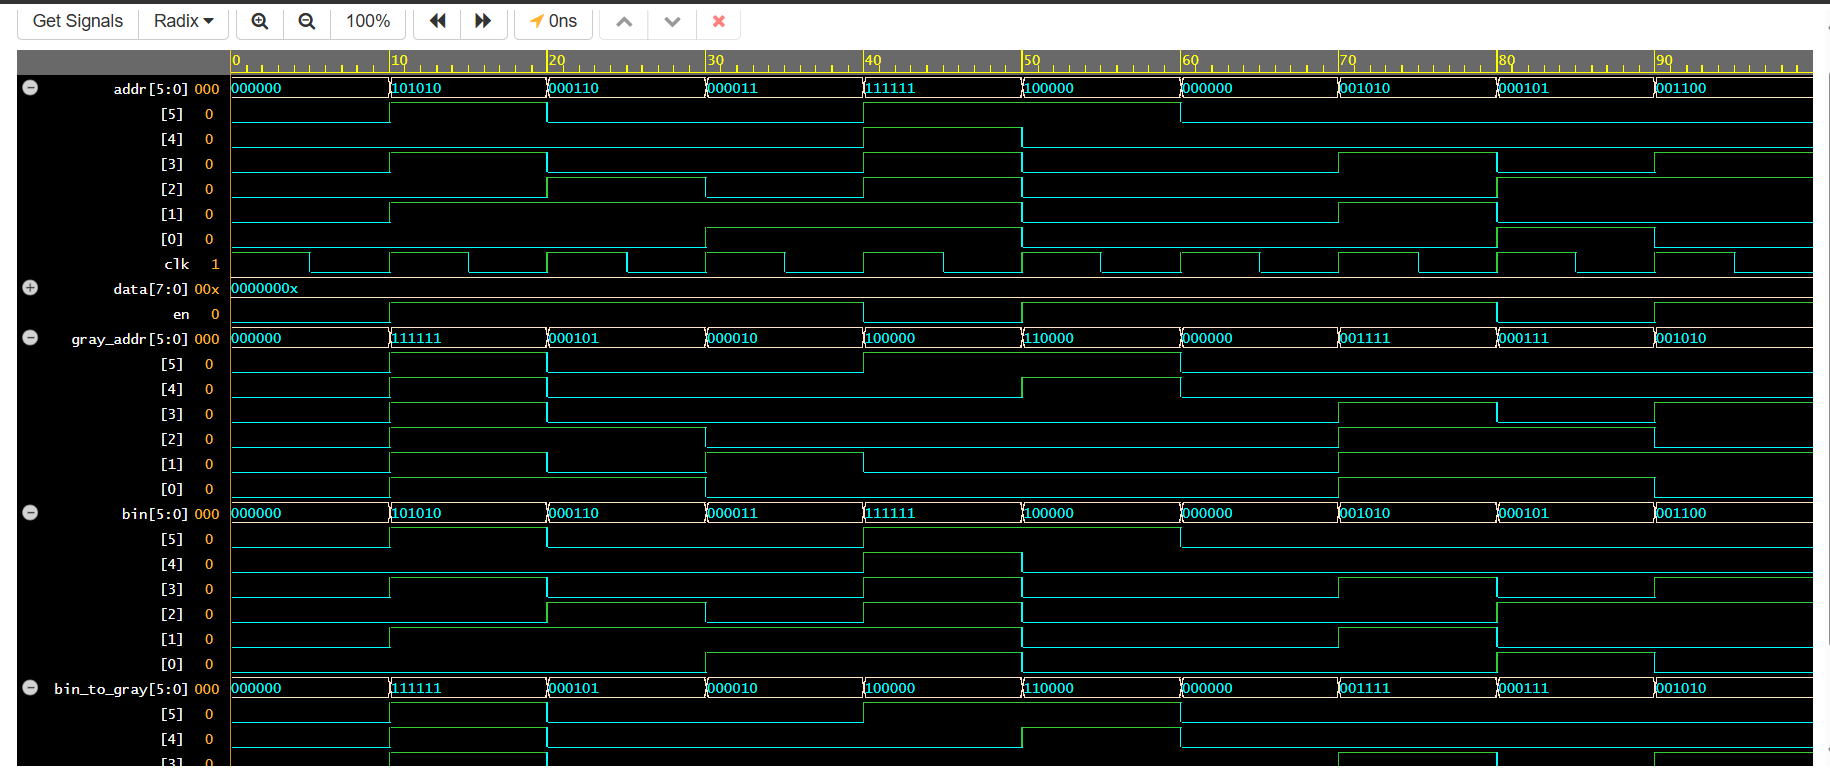 Get Signals Radix 100% 0ns
0 10 20 30 40 50 60 70 80 90
addr[5:0] 000 000000 101010 000110 000011 111111 100000 000000 001010 000101 001100
[5] 0
[4] 0
[3] 0
[2] 0
[1] 0
[0] 0
clk 1
data[7:0] 00x 0000000x
en 0
gray_addr[5:0] 000 000000 111111 000101 000010 100000 110000 000000 001111 000111 001010
[5] 0
[4] 0
[3] 0
[2] 0
[1] 0
[0] 0
bin[5:0] 000 000000 101010 000110 000011 111111 100000 000000 001010 000101 001100
[5] 0
[4] 0
[3] 0
[2] 0
[1] 0
[0] 0
bin_to_gray[5:0] 000 000000 111111 000101 000010 100000 110000 000000 001111 000111 001010
[5] 0
[4] 0
[3] 0